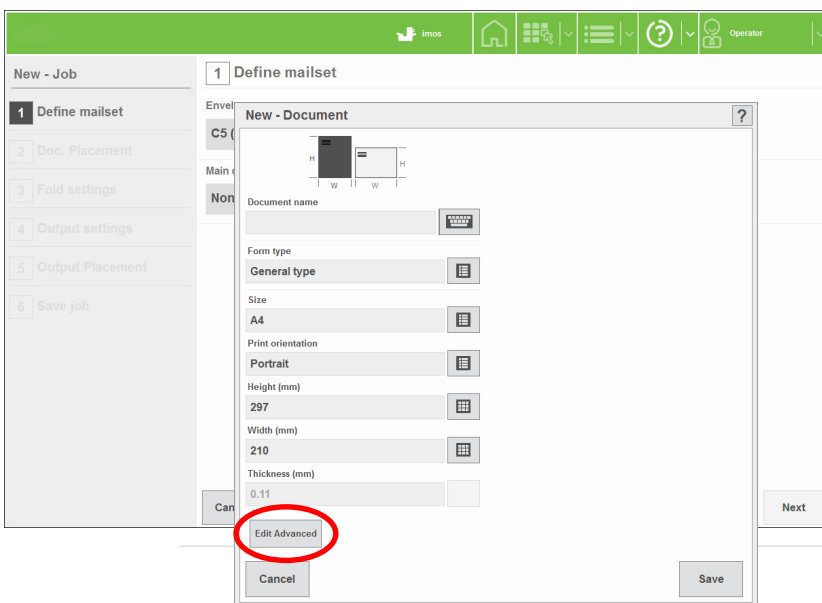 imos
Operator
New - Job
1 Define mailset
2 Doc. Placement
3 Fold settings
4 Output settings
5 Output Placement
6 Save job
1 Define mailset
Envel
C5 (
Main
Non
Can
Next
New - Document
?
H
H
W
W
Document name
Form type
General type
Size
A4
Print orientation
Portrait
Height (mm)
297
Width (mm)
210
Thickness (mm)
0.11
Edit Advanced
Cancel
Save